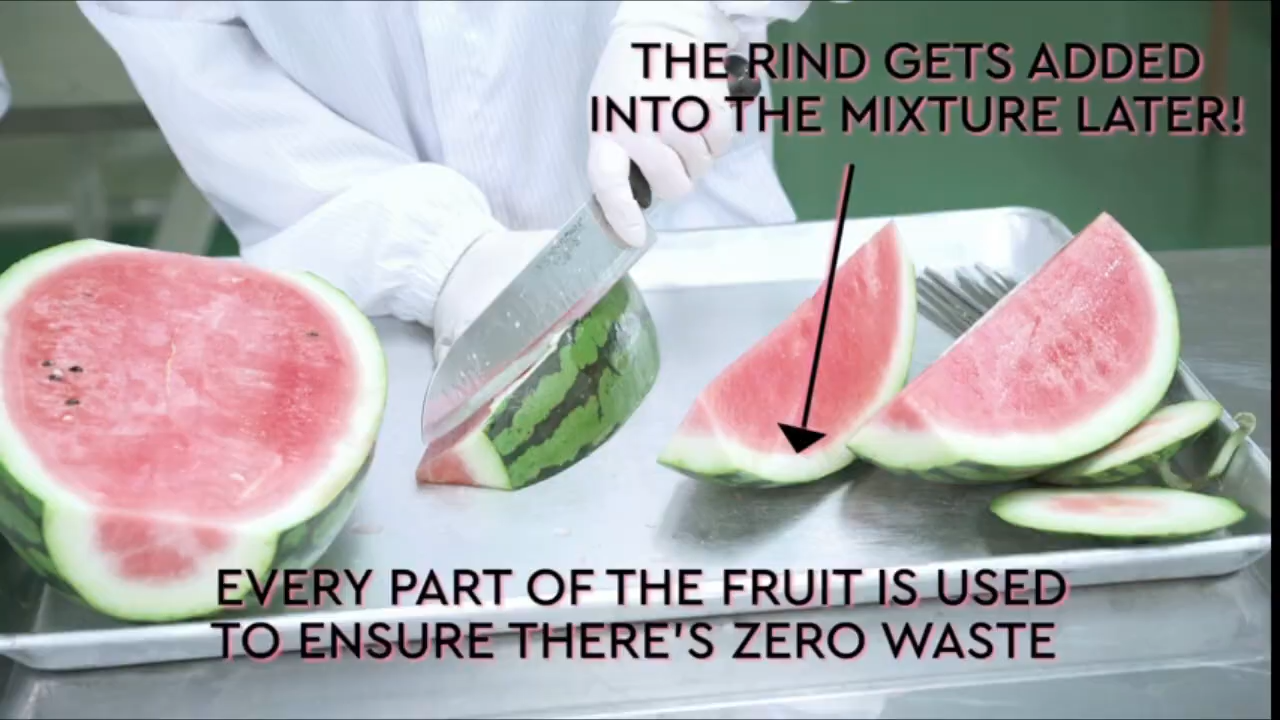 THE RIND GETS ADDED
INTO THE MIXTURE LATER!
EVERY PART OF THE FRUIT IS USED
TO ENSURE THERE'S ZERO WASTE